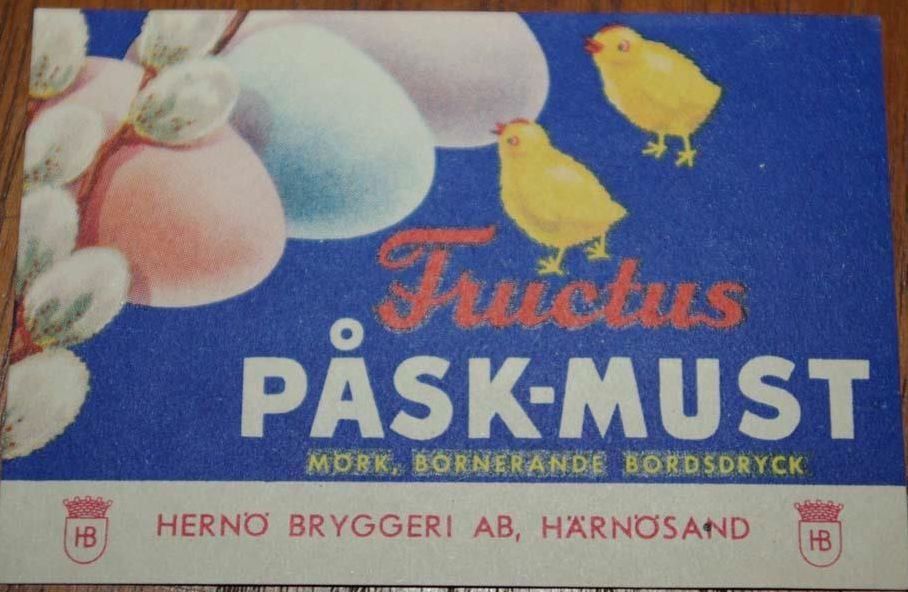 Fructus
PÅSK-MUST
MÖRK, BORNERANDE BORDSDRYCK
HERNÖ BRYGGERI AB, HÄRNÖSAND
HB
HB